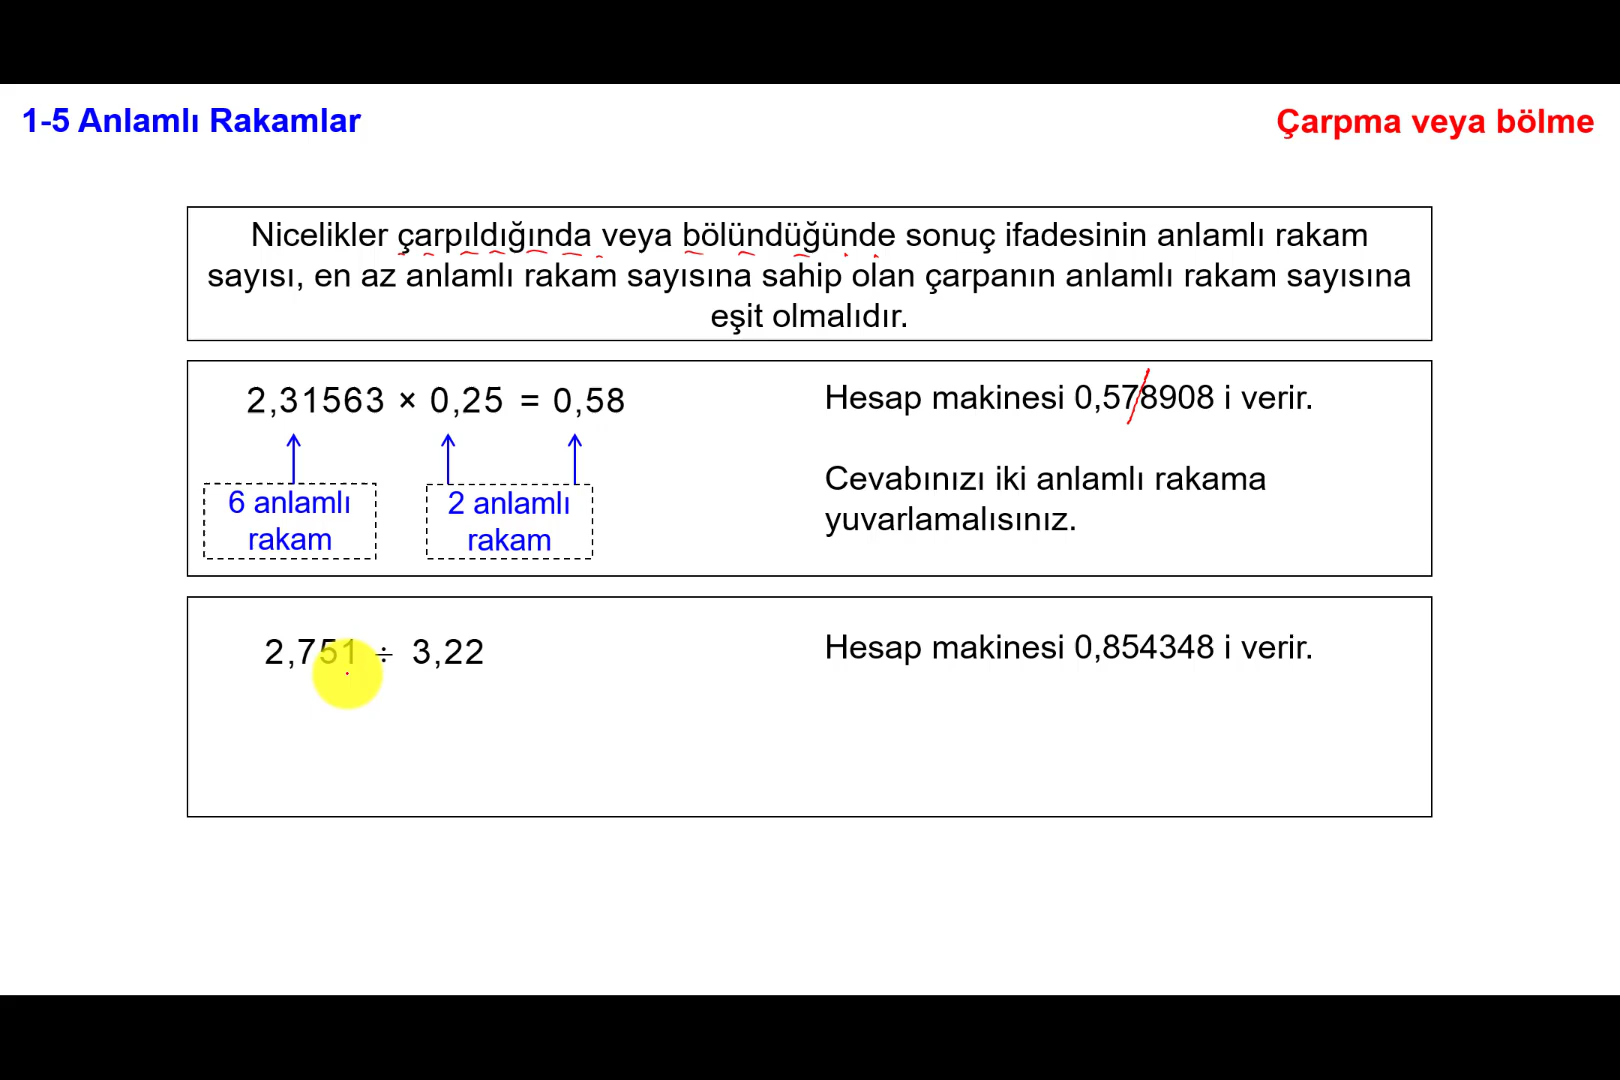 1-5 Anlamlı Rakamlar
Çarpma veya bölme
Nicelikler çarpıldığında veya bölündüğünde sonuç ifadesinin anlamlı rakam
sayısı, en az anlamlı rakam sayısına sahip olan çarpanın anlamlı rakam sayısına
eşit olmalıdır.
2,31563 × 0,25 = 0,58
6 anlamlı
rakam
2 anlamlı
rakam
Hesap makinesi 0,578908 i verir.
Cevabınızı iki anlamlı rakama
yuvarlamalısınız.
2,751 ÷ 3,22
Hesap makinesi 0,854348 i verir.